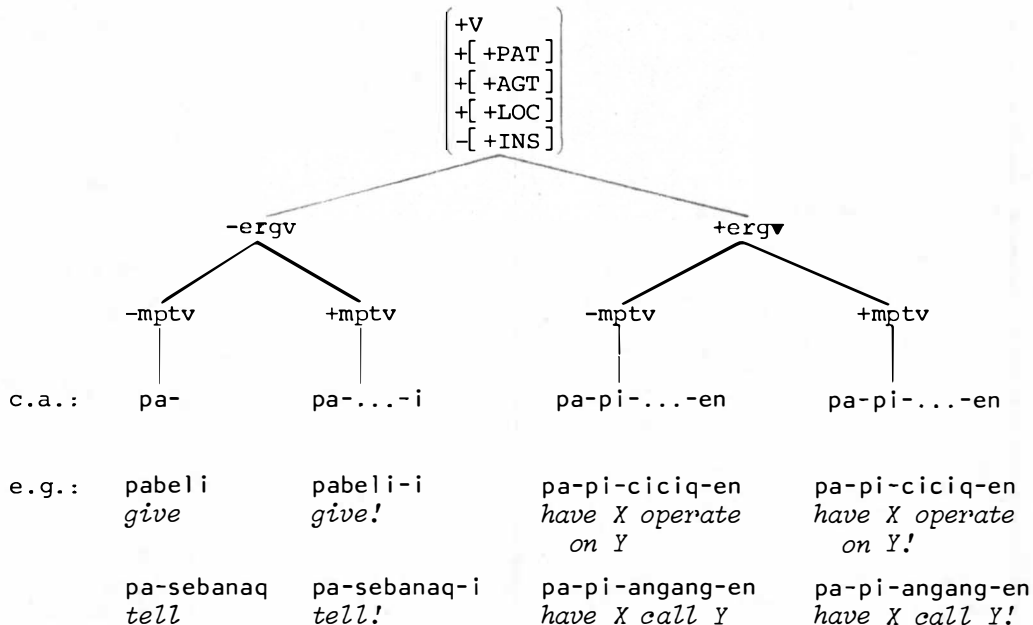 +V
+[ +PAT ]
+[ +AGT ]
+[ +LOC ]
-[ +INS ]
-ergv +erg▼
-mptv +mptv -mptv +mptv
c.a.: pa- pa-...-i pa-pi-...-en pa-pi-...-en
e.g.: pabeli pabeli-i pa-pi-ciciq-en pa-pi-ciciq-en
give give! have X operate have X operate
on Y on Y!
pa-sebanaq pa-sebanaq-i pa-pi-angang-en pa-pi-angang-en
tell tell! have X call Y have X call Y!